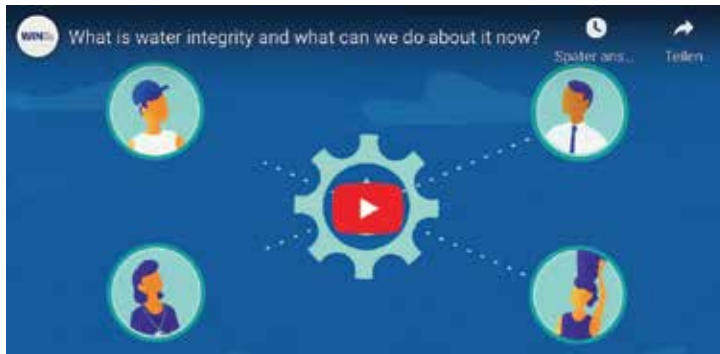 WIN
What is water integrity and what can we do about it now?
Später ans...
Teilen